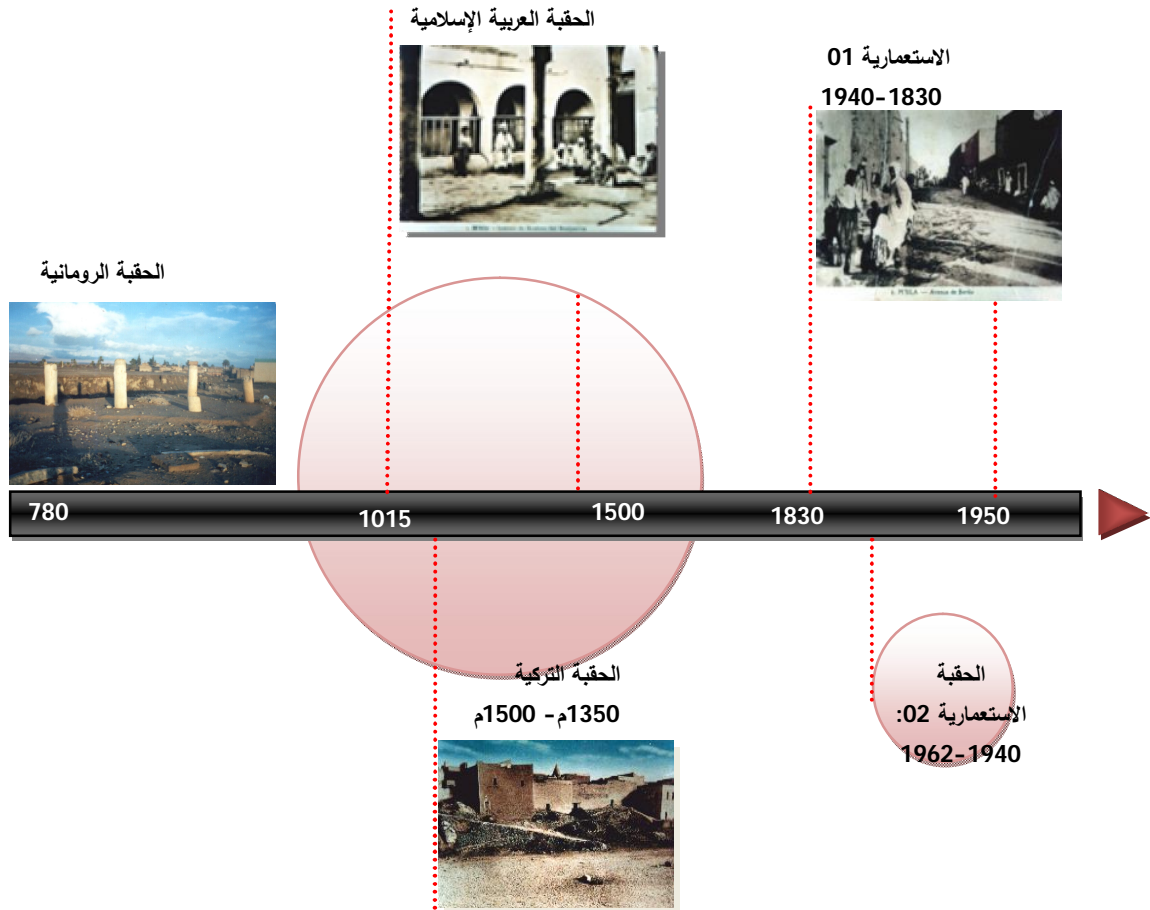 الحقبة العربية الإسلامية
الاستعمارية 01
1940-1830
الحقبة الرومانية
780
1015
1500
1830
1950
الحقبة التركية
1350م- 1500م
الحقبة
الاستعمارية 02:
1962-1940